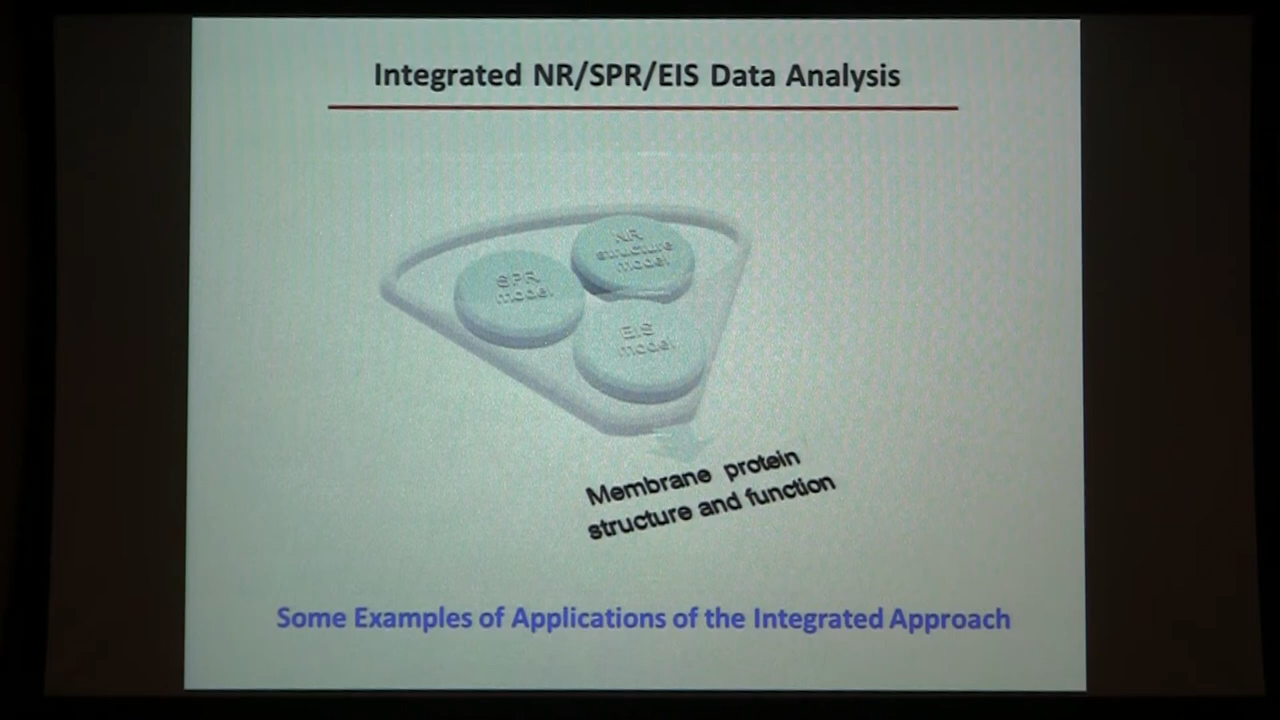 Integrated NR/SPR/EIS Data Analysis
NR
structure
model
SPR
model
EIS
model
Membrane protein
structure and function
Some Examples of Applications of the Integrated Approach